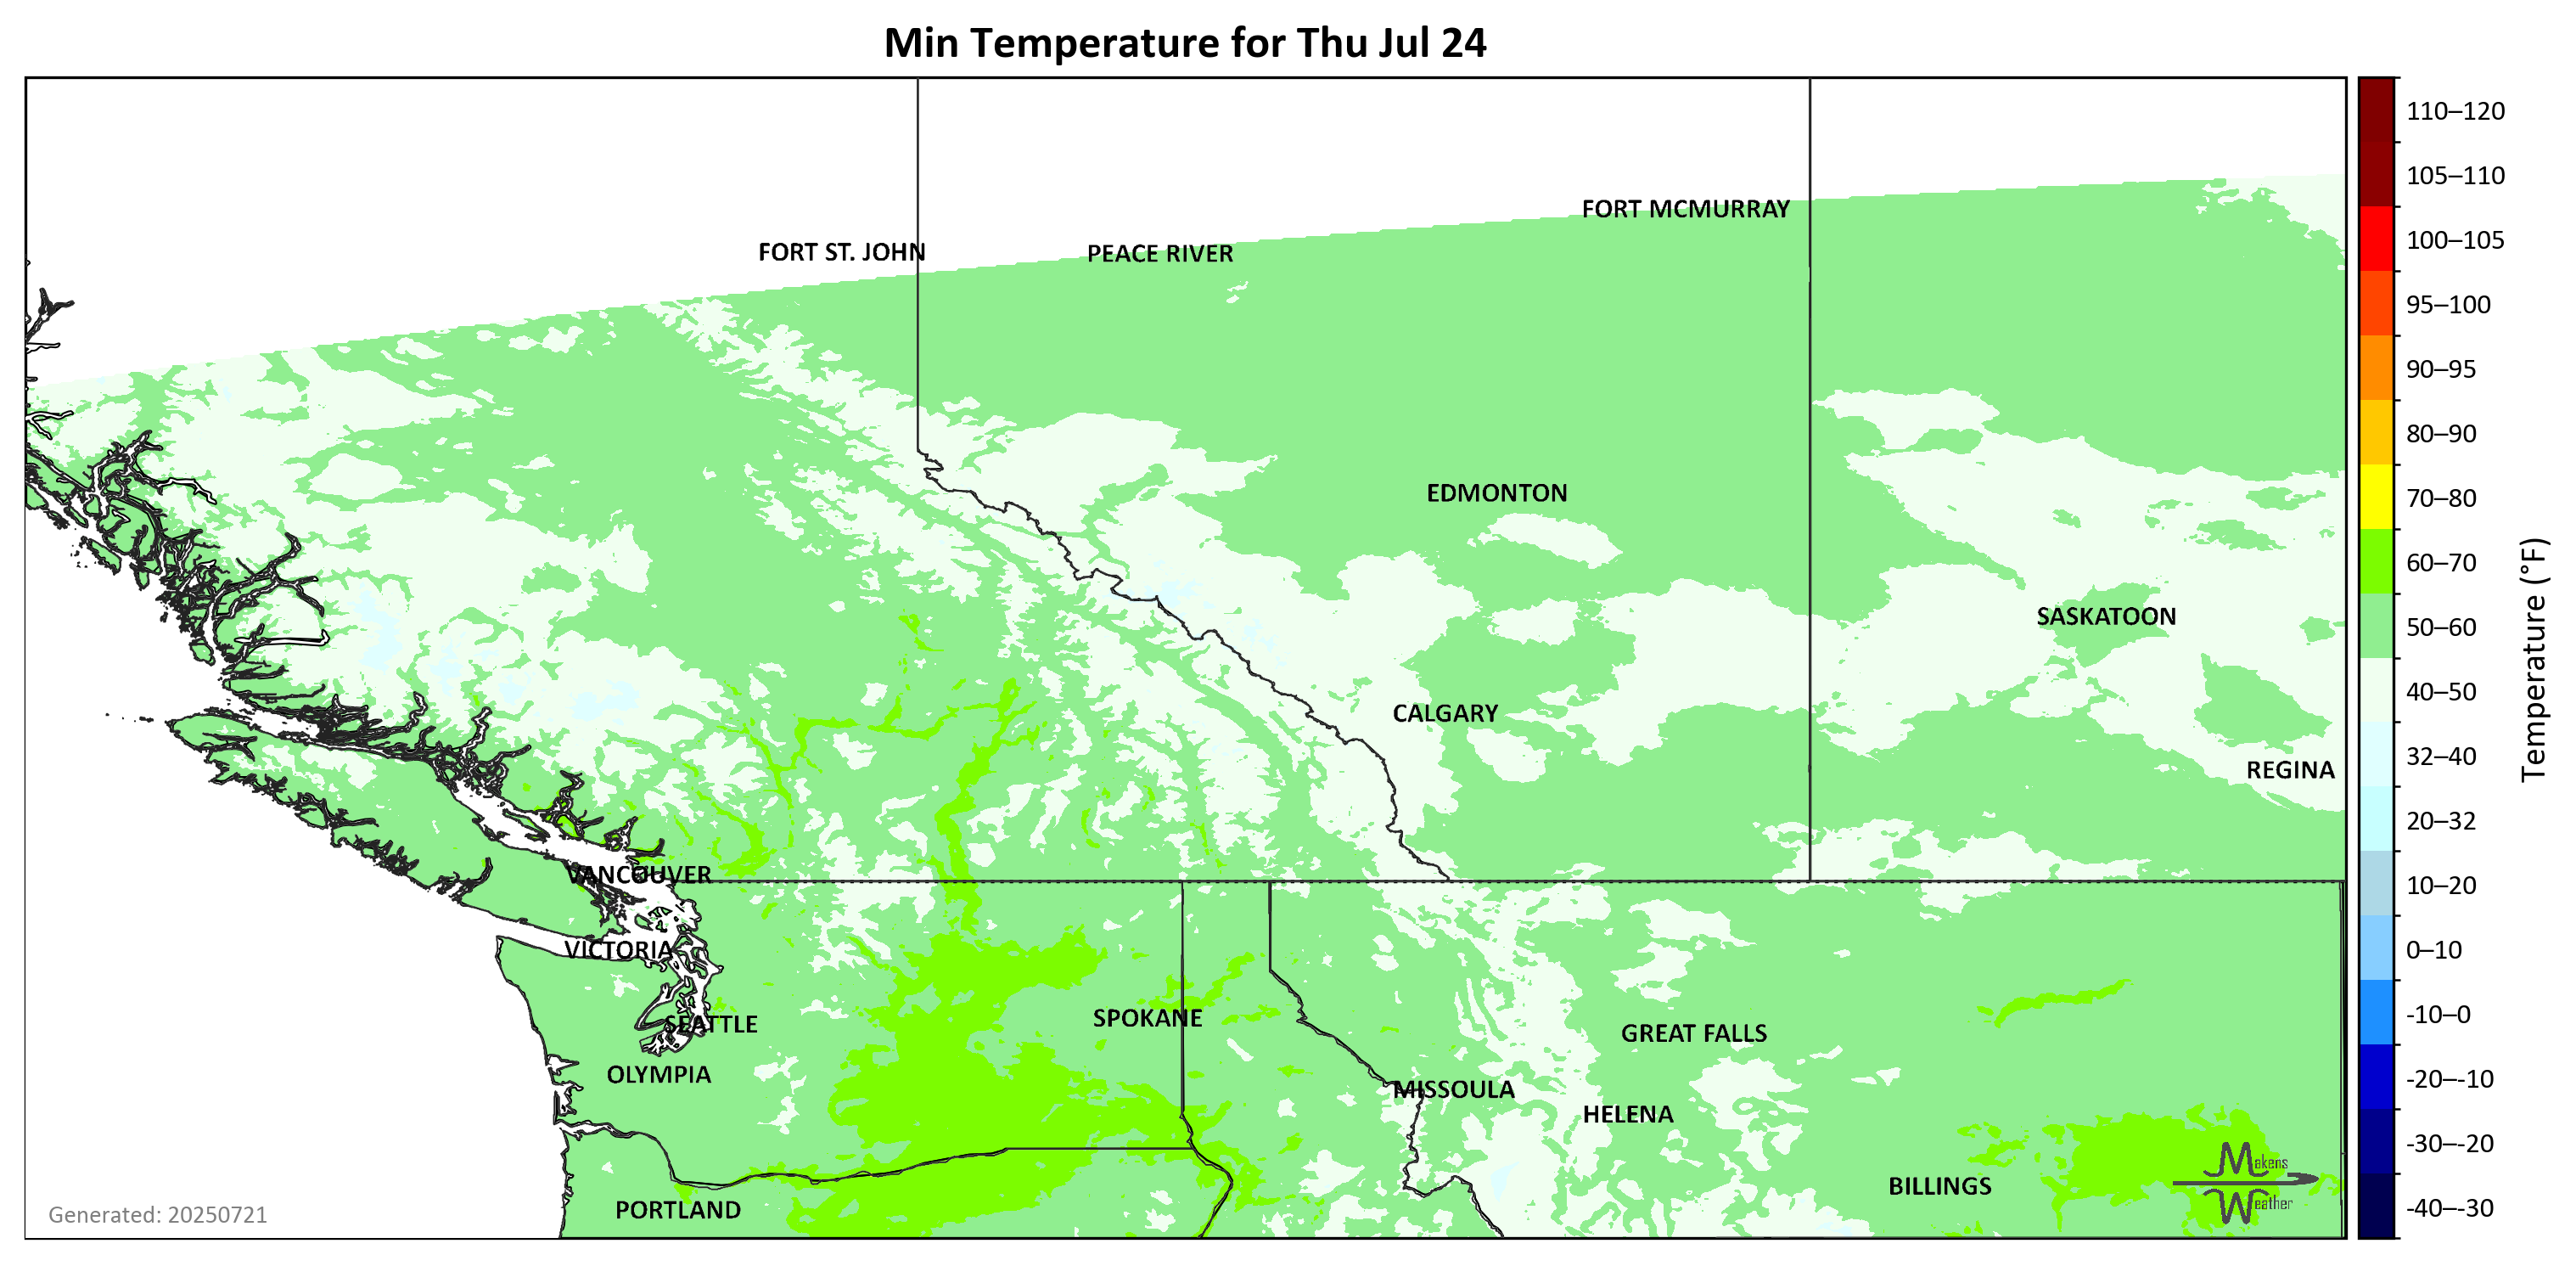 Min Temperature for Thu Jul 24
110–120
105–110
FORT MCMURRAY
100–105
FORT ST. JOHN
PEACE RIVER
95–100
90–95
80–90
EDMONTON
70–80
60–70
SASKATOON
50–60
CALGARY
40–50
Temperature (°F)
REGINA
32–40
20–32
VANCOUVER
10–20
VICTORIA
0–10
SPOKANE
SEATTLE
GREAT FALLS
-10–0
OLYMPIA
MISSOULA
-20–-10
HELENA
-30–-20
Makens
Weather
BILLINGS
PORTLAND
-40–-30
Generated: 20250721